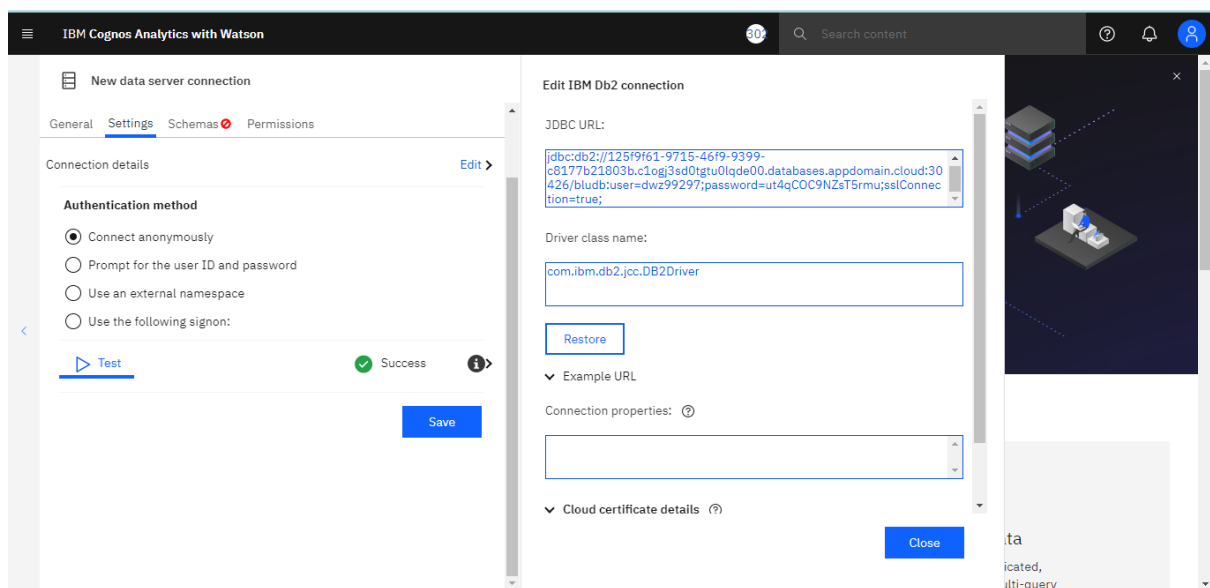 IBM Cognos Analytics with Watson
302
Search content
New data server connection
General Settings Schemas Permissions
Connection details
Edit
Authentication method
Connect anonymously
Prompt for the user ID and password
Use an external namespace
Use the following signon:
Test
Success
Save
Edit IBM Db2 connection
JDBC URL:
jdbc:db2://125f9f61-9715-46f9-9399-
c8177b21803b.c1ogj3sd0tgtu0lqde00.databases.appdomain.cloud:30
426/bludb:user=dwz99297;password=ut4qCOC9NZsT5rmu;sslConnec
tion=true;
Driver class name:
com.ibm.db2.jcc.DB2Driver
Restore
Example URL
Connection properties:
Cloud certificate details
Close
ta
icated,
ulti-query